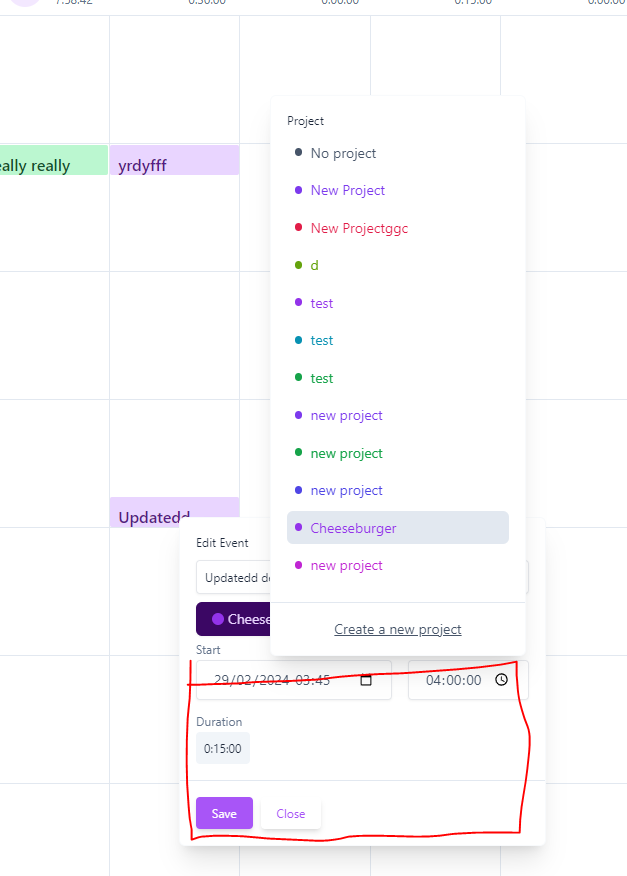 7:58:42 0:30:00 0:00:00 0:15:00 0:00:00
Project
No project
really really yrdyfff
New Project
New Projectggc
d
test
test
test
new project
new project
new project
Updatedd
Cheeseburger
Edit Event
new project
Updatedd
Cheese
Create a new project
Start
29/02/2024 03:45 04:00:00
Duration
0:15:00
Save Close